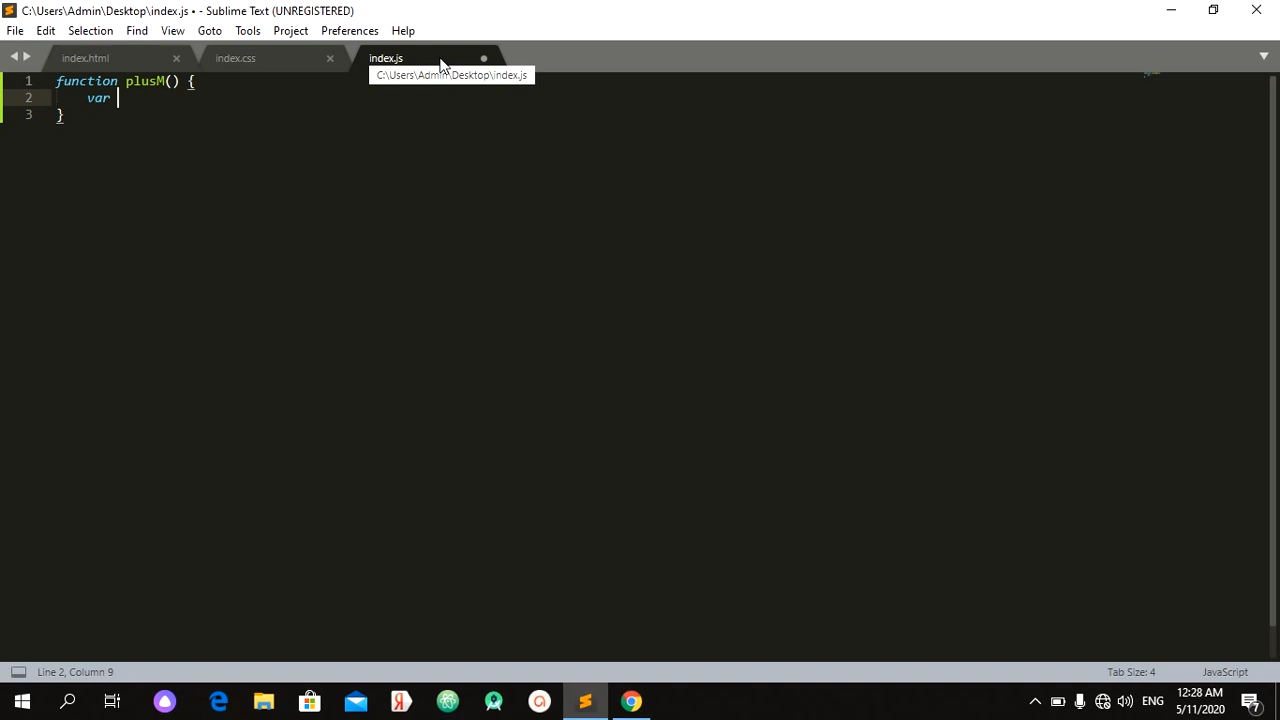 C:\Users\Admin\Desktop\index.js • - Sublime Text (UNREGISTERED)
File Edit Selection Find View Goto Tools Project Preferences Help
index.html index.css index.js
C:\Users\Admin\Desktop\index.js
1 function plusM() {
2 var
3 }
Line 2, Column 9 Tab Size: 4 JavaScript
12:28 AM
ENG
5/11/2020
7